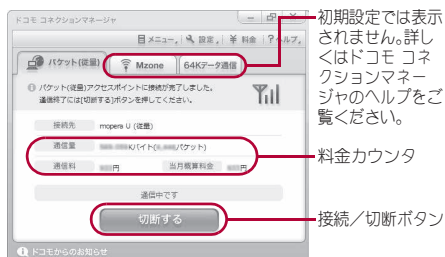 ドコモ コネクションマネージャ
メニュー、 設定、 ¥ 料金 ? ヘルプ、
パケット(従量) Mzone 64Kデータ通信
パケット(従量)アクセスポイントに接続が完了しました。
通信終了には[切断する]ボタンを押してください。
接続先 mopera U (従量)
通信量 Kバイト( パケット)
通信料 円 当月概算料金 円
通信中です
切断する
ドコモからのお知らせ
初期設定では表示
されません。詳し
くはドコモ コネ
クションマネー
ジャのヘルプをご
覧ください。
料金カウンタ
接続／切断ボタン